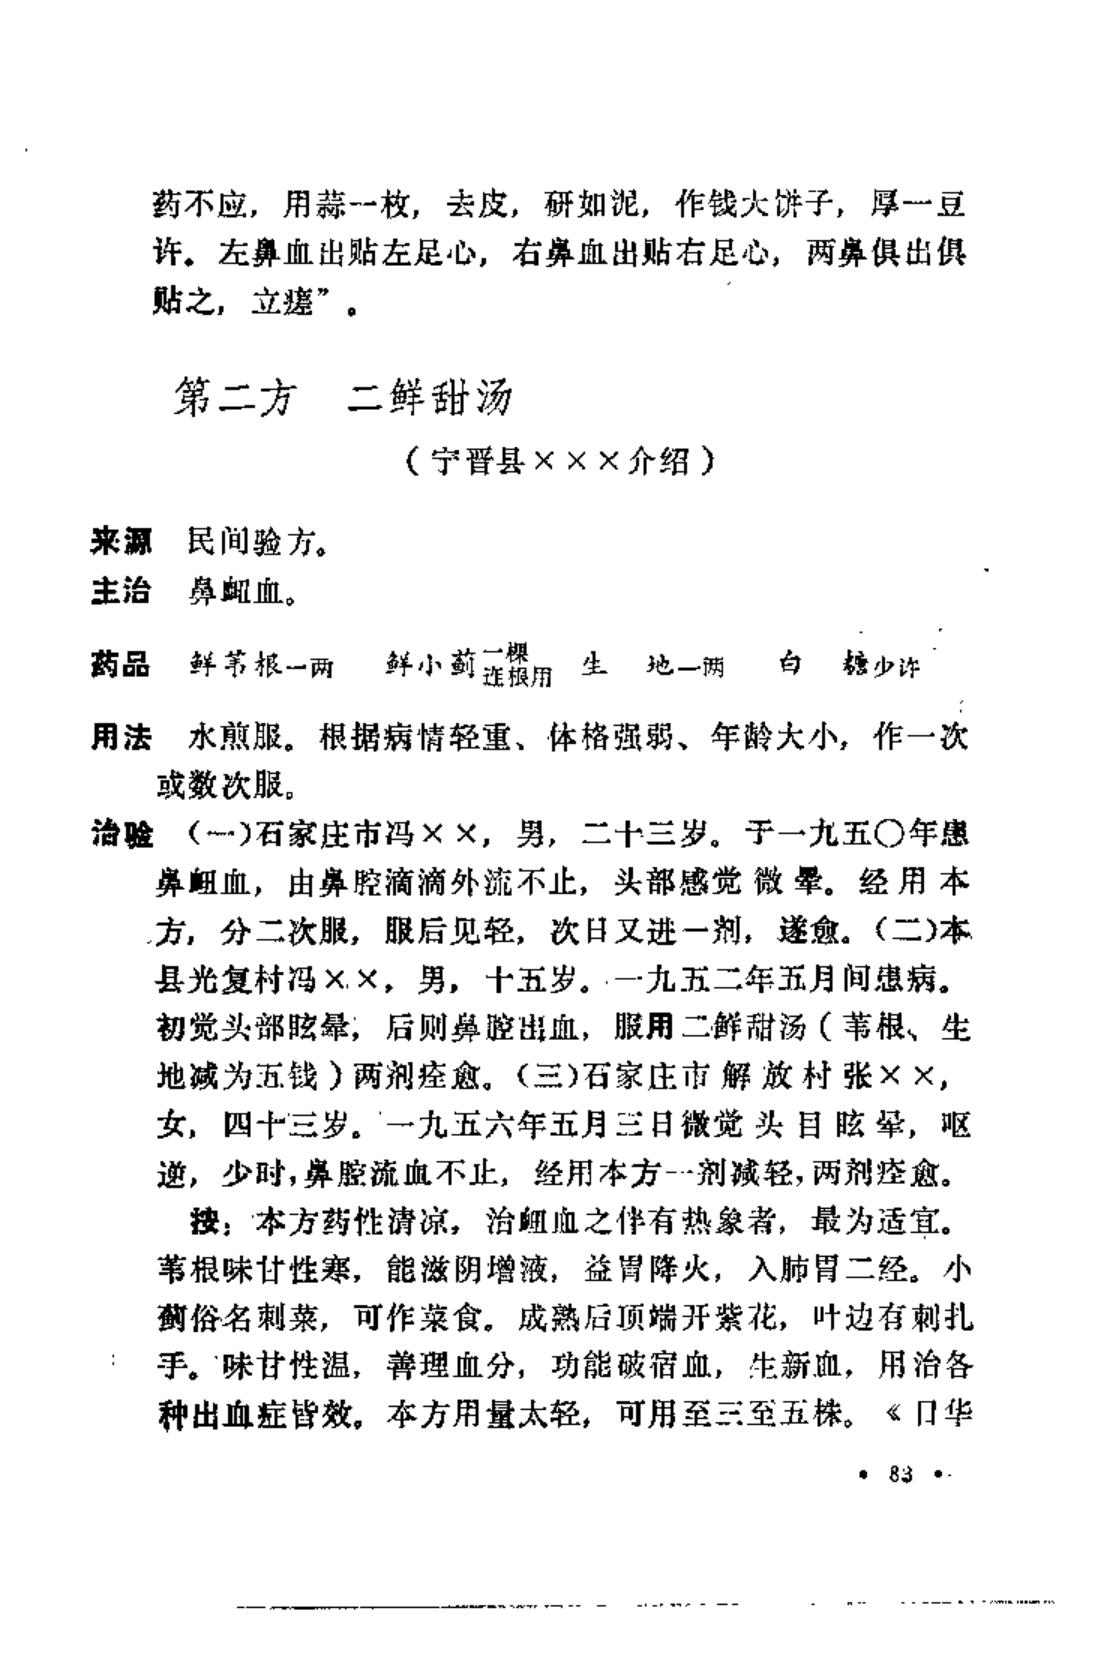 药不应，用蒜一枚，去皮，研如泥，作钱大饼子，厚一豆
许。左鼻血出贴左足心，右鼻血出贴右足心，两鼻俱出俱
贴之，立瘥”。
第二方　二鲜甜汤
（宁晋县×××介绍）
来源　民间验方。
主治　鼻衄血。
药品　鲜苇根一两　鲜小蓟一棵连根用　生　地一两　白　糖少许
用法　水煎服。根据病情轻重、体格强弱、年龄大小，作一次
或数次服。
治验　（一）石家庄市冯××，男，二十三岁。于一九五〇年患
鼻衄血，由鼻腔滴滴外流不止，头部感觉微晕。经用本
方，分二次服，服后见轻，次日又进一剂，遂愈。（二）本
县光复村冯××，男，十五岁。一九五二年五月间患病。
初觉头部眩晕，后则鼻腔出血，服用二鲜甜汤（苇根、生
地减为五钱）两剂痊愈。（三）石家庄市解放村张××，
女，四十三岁。一九五六年五月三日微觉头目眩晕，呕
逆，少时，鼻腔流血不止，经用本方一剂减轻，两剂痊愈。
按：本方药性清凉，治衄血之伴有热象者，最为适宜。
苇根味甘性寒，能滋阴增液，益胃降火，入肺胃二经。小
蓟俗名刺菜，可作菜食。成熟后顶端开紫花，叶边有刺扎
手。味甘性温，善理血分，功能破宿血，生新血，用治各
种出血症皆效。本方用量太轻，可用至三至五株。《日华
• 83 •